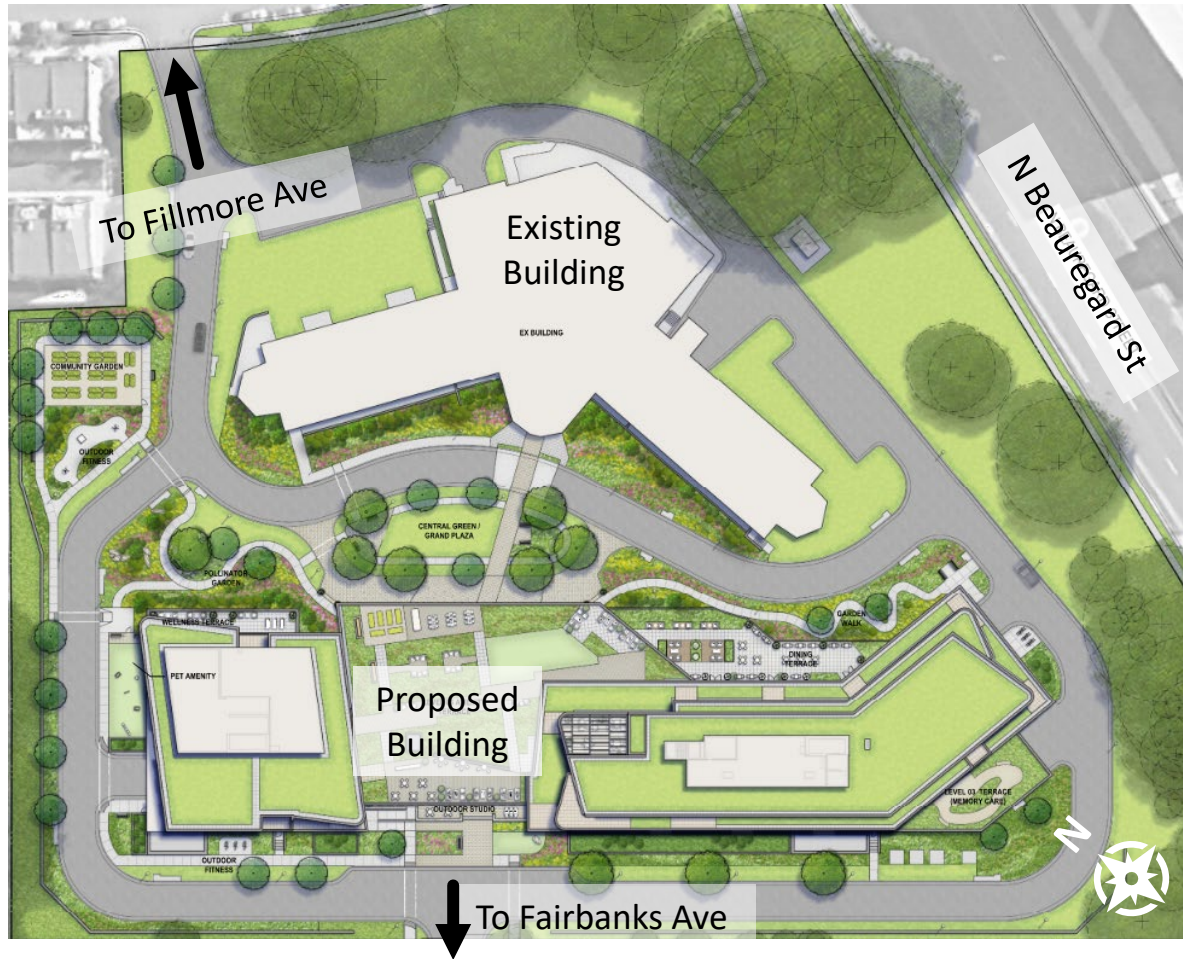 To Fillmore Ave
N Beauregard St
Existing
Building
EX BUILDING
COMMUNITY GARDEN
OUTDOOR
FITNESS
CENTRAL GREEN /
GRAND PLAZA
POLLINATOR
GARDEN
WELLNESS TERRACE
GARDEN
WALK
DINING
TERRACE
PET AMENITY
Proposed
Building
LEVEL 03 TERRACE
(MEMORY CARE)
OUTDOOR STUDIO
OUTDOOR
FITNESS
N
To Fairbanks Ave